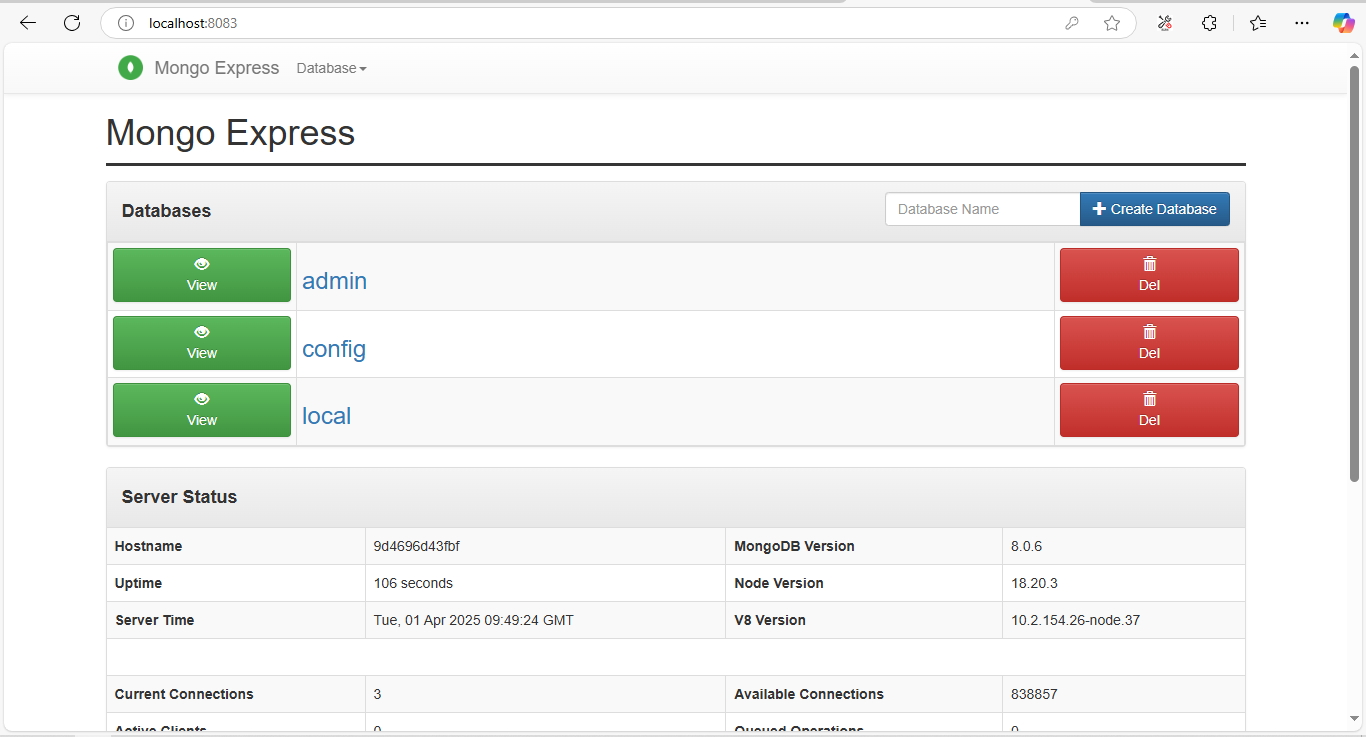 localhost:8083
Mongo Express Database
Mongo Express
Databases
Database Name
Create Database
View admin Del
View config Del
View local Del
Server Status
Hostname 9d4696d43fbf MongoDB Version 8.0.6
Uptime 106 seconds Node Version 18.20.3
Server Time Tue, 01 Apr 2025 09:49:24 GMT V8 Version 10.2.154.26-node.37
Current Connections 3 Available Connections 838857
Active Clients 0 Queued Operations 0